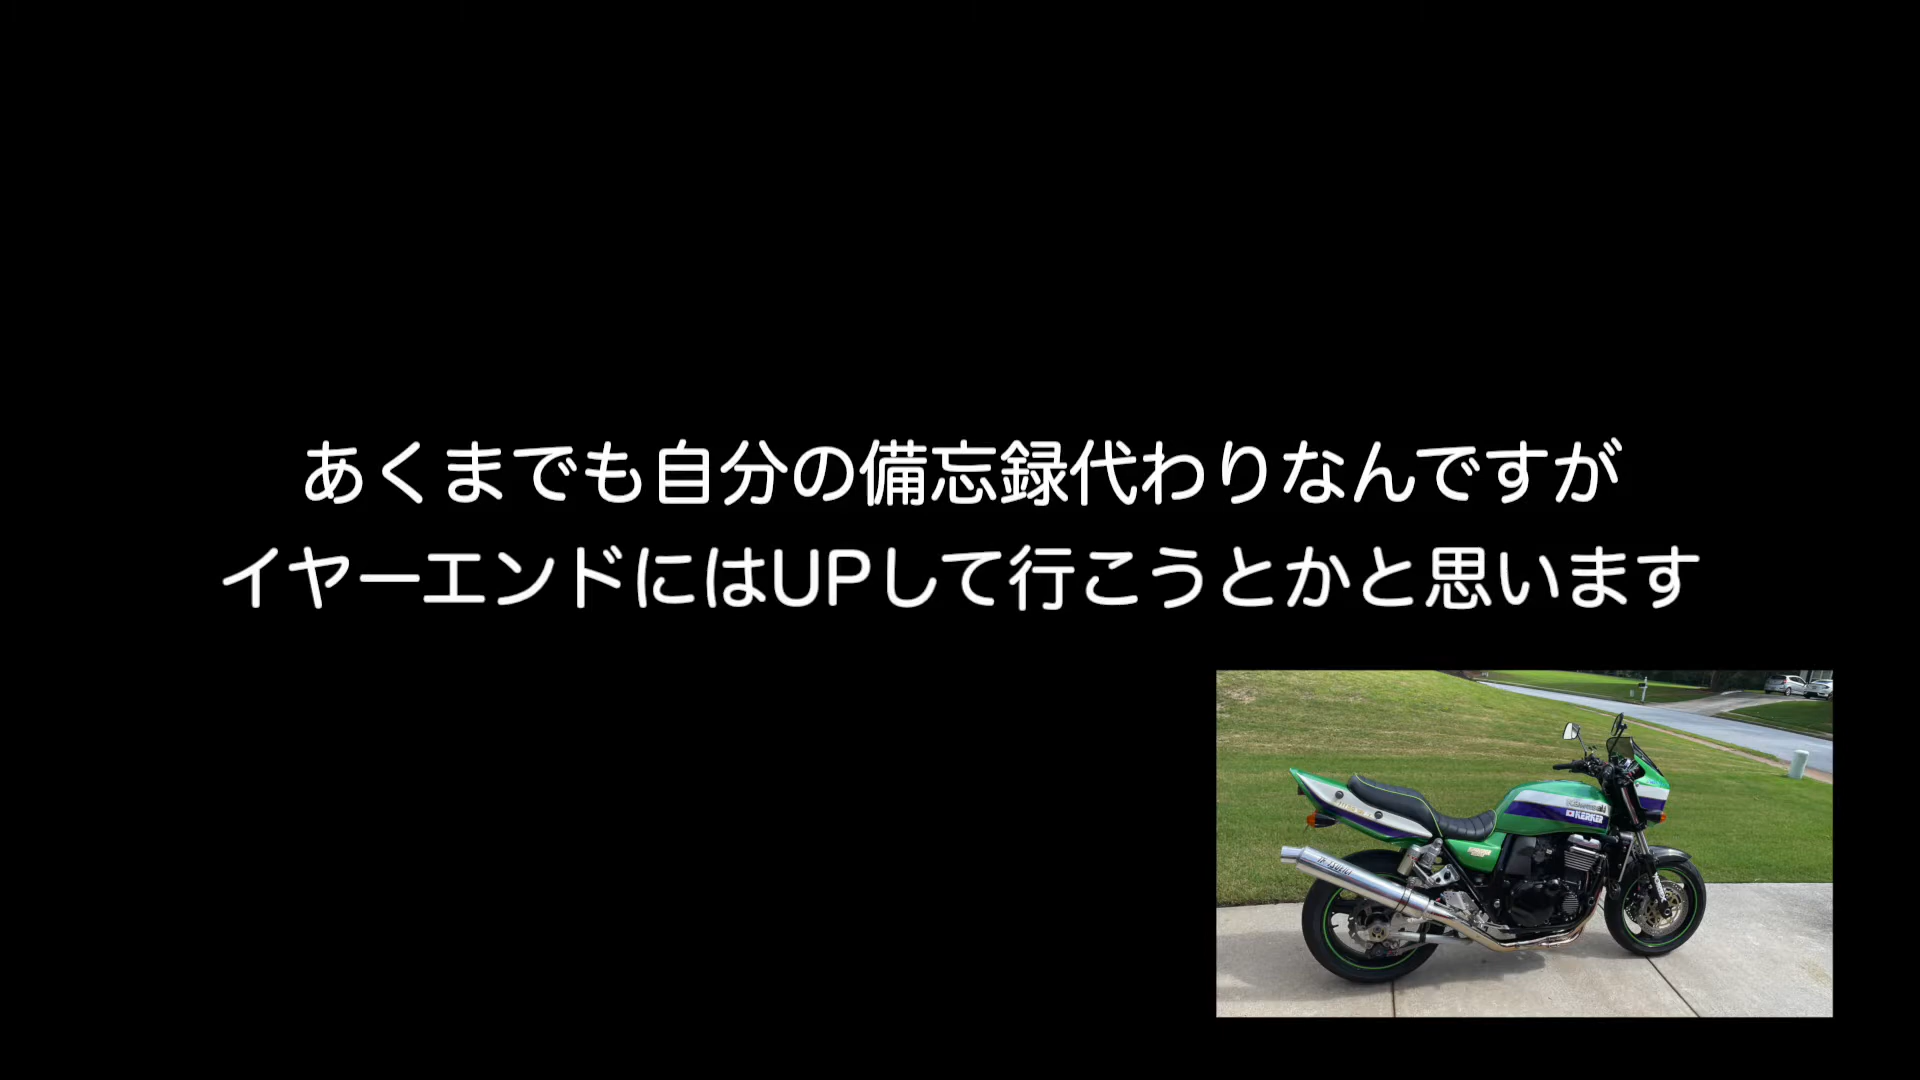 あくまでも自分の備忘録代わりなんですが
イヤーエンドにはUPして行こうとかと思います
KERKER